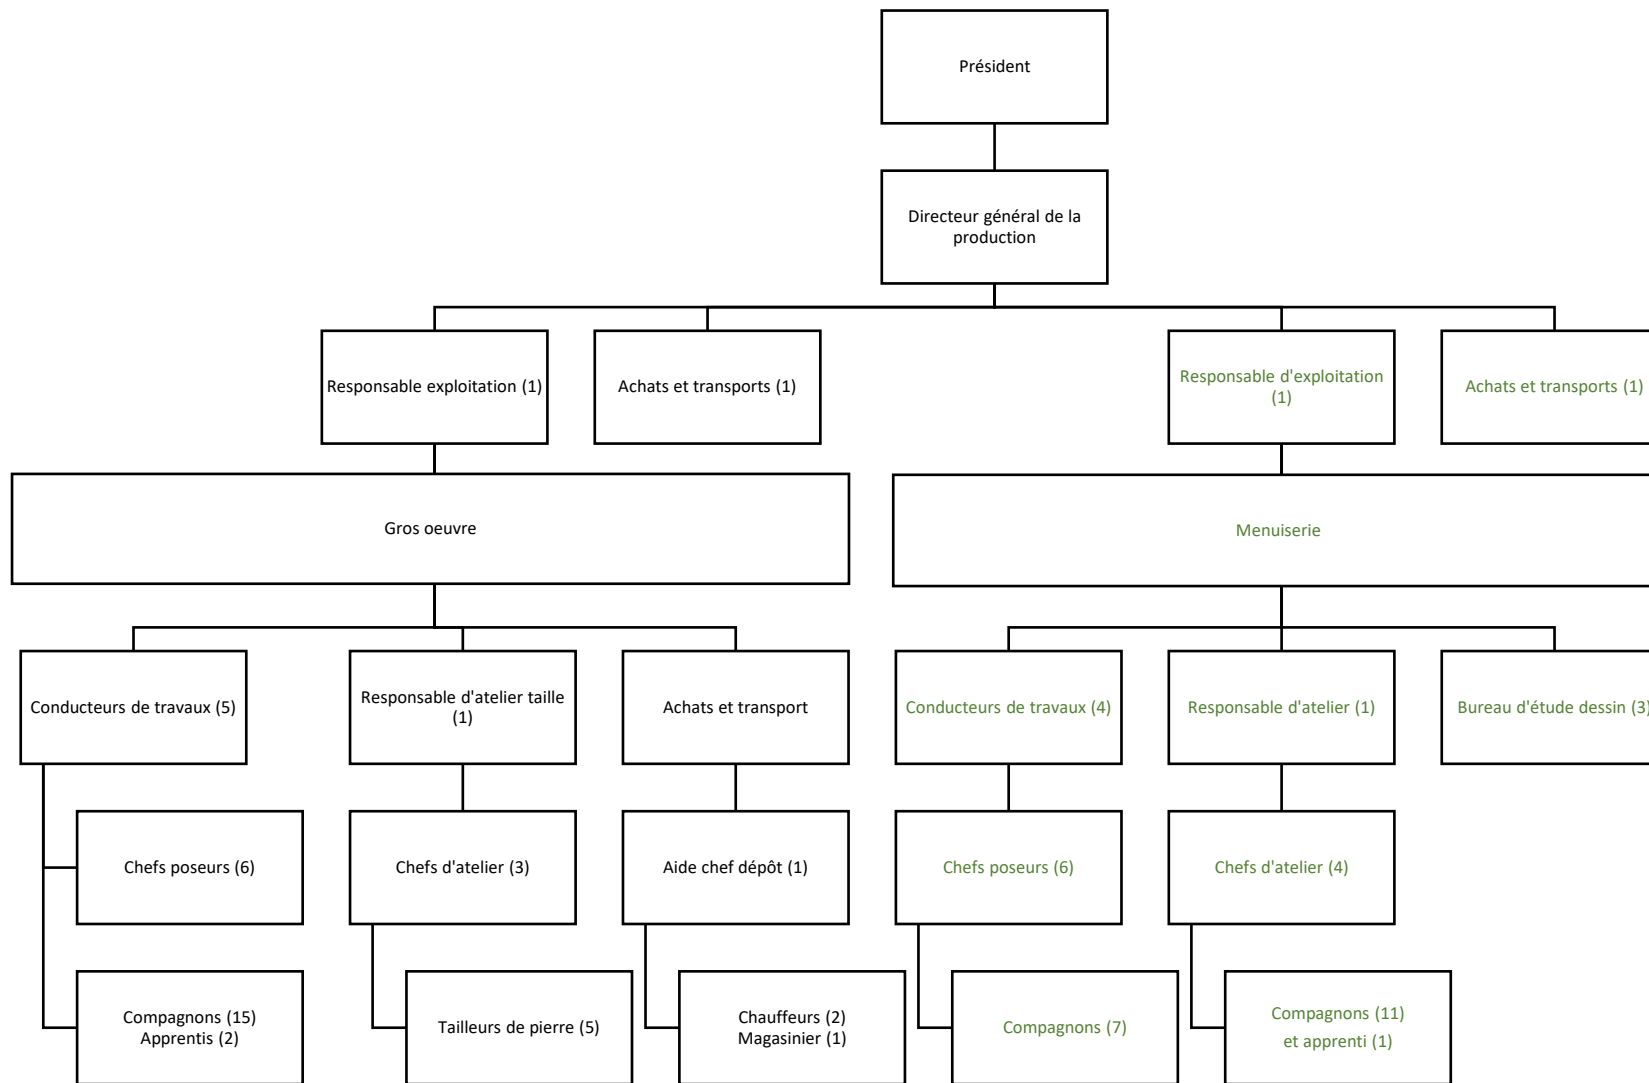 Président
Directeur général de la
production
Responsable exploitation (1)
Achats et transports (1)
Responsable d'exploitation
(1)
Achats et transports (1)
Gros oeuvre
Menuiserie
Conducteurs de travaux (5)
Responsable d'atelier taille
(1)
Achats et transport
Conducteurs de travaux (4)
Responsable d'atelier (1)
Bureau d'étude dessin (3)
Chefs poseurs (6)
Chefs d'atelier (3)
Aide chef dépôt (1)
Chefs poseurs (6)
Chefs d'atelier (4)
Compagnons (15)
Apprentis (2)
Tailleurs de pierre (5)
Chauffeurs (2)
Magasinier (1)
Compagnons (7)
Compagnons (11)
et apprenti (1)